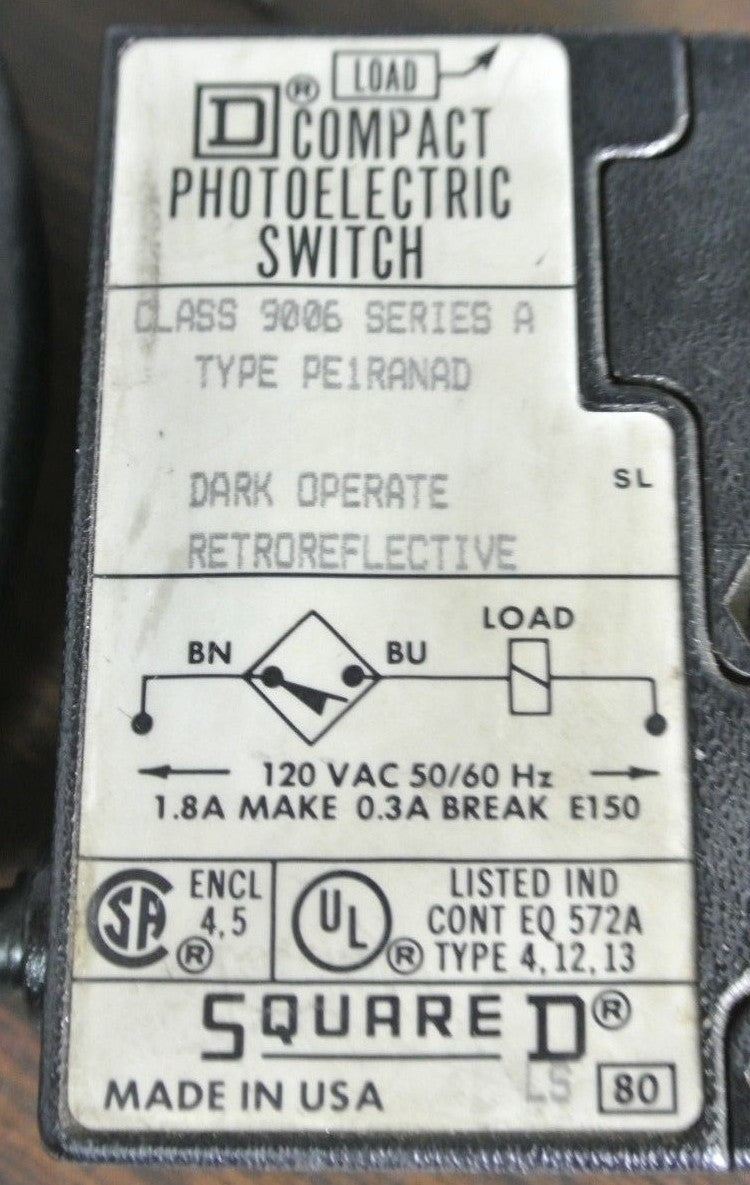 LOAD
D®
COMPACT
PHOTOELECTRIC
SWITCH
CLASS 9006 SERIES A
TYPE PE1RANAD
DARK OPERATE
SL
RETROREFLECTIVE
LOAD
BN
BU
120 VAC 50/60 Hz
1.8A MAKE 0.3A BREAK E150
SA®
ENCL
4,5
UL®
LISTED IND
CONT EQ 572A
TYPE 4,12,13
SQUARE D®
MADE IN USA
LS
80